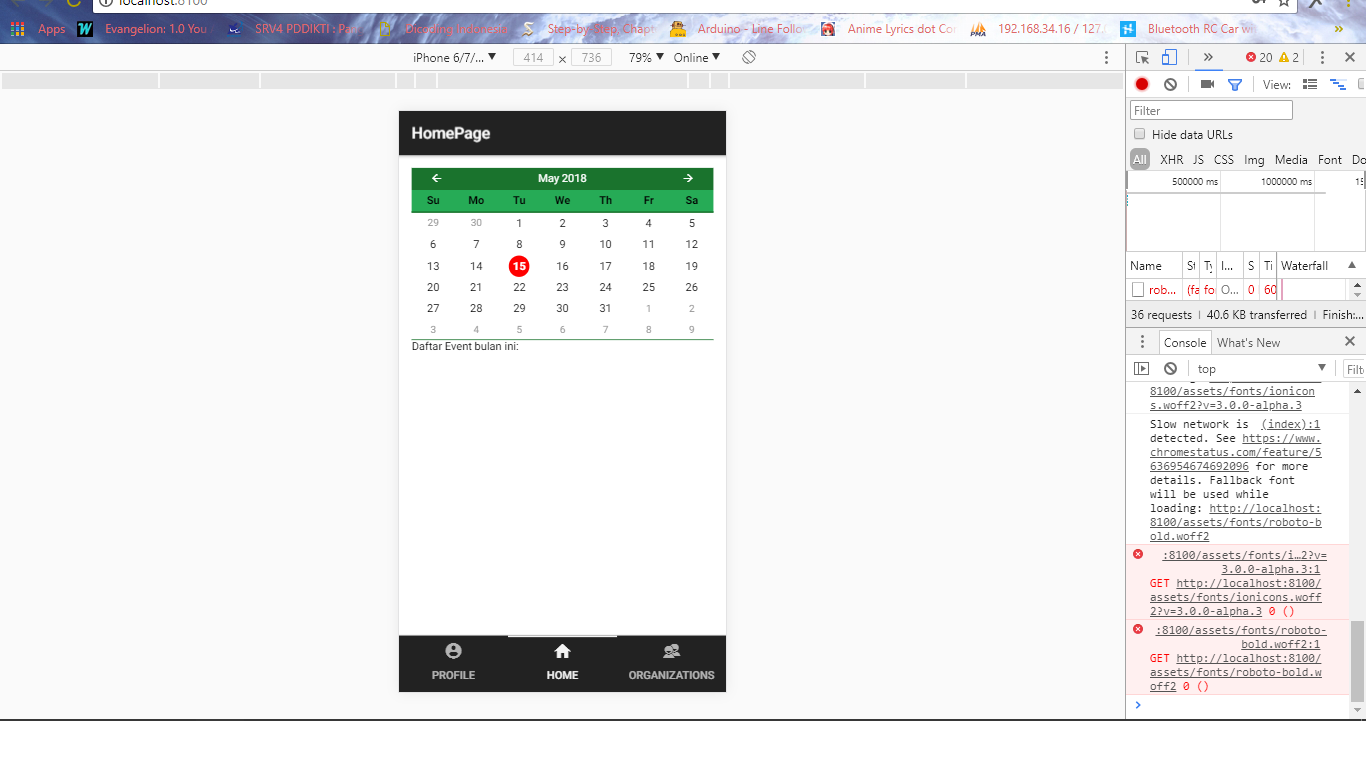 localhost:8100
Apps Evangelion: 1.0 You SRV4 PDDIKTI : Pa Dicoding Indonesia Step-by Step, Chap Arduino - Line Follo Anime Lyrics dot Co 192.168.34.16 / 127. Bluetooth RC Car wi »
iPhone 6/7/... ▼ 414 × 736 79% ▼ Online ▼
» 20 2
View:
Filter
Hide data URLs
All XHR JS CSS Img Media Font Do
500000 ms 1000000 ms 15
HomePage
May 2018
Su Mo Tu We Th Fr Sa
29 30 1 2 3 4 5
6 7 8 9 10 11 12
13 14 15 16 17 18 19
20 21 22 23 24 25 26
27 28 29 30 31 1 2
3 4 5 6 7 8 9
Daftar Event bulan ini:
PROFILE HOME ORGANIZATIONS
Name St Ty I... S Ti Waterfall ▲
rob... (fa fo O... 0 60
36 requests | 40.6 KB transferred | Finish:...
Console What's New
top ▼ Filt
8100/assets/fonts/ionicon
s.woff2?v=3.0.0-alpha.3
Slow network is (index):1
detected. See https://www.
chromestatus.com/feature/5
636954674692096 for more
details. Fallback font
will be used while
loading: http://localhost:
8100/assets/fonts/roboto-b
old.woff2
:8100/assets/fonts/i…2?v=
3.0.0-alpha.3:1
GET http://localhost:8100/
assets/fonts/ionicons.woff
2?v=3.0.0-alpha.3 0 ()
:8100/assets/fonts/roboto-
bold.woff2:1
GET http://localhost:8100/
assets/fonts/roboto-bold.w
off2 0 ()